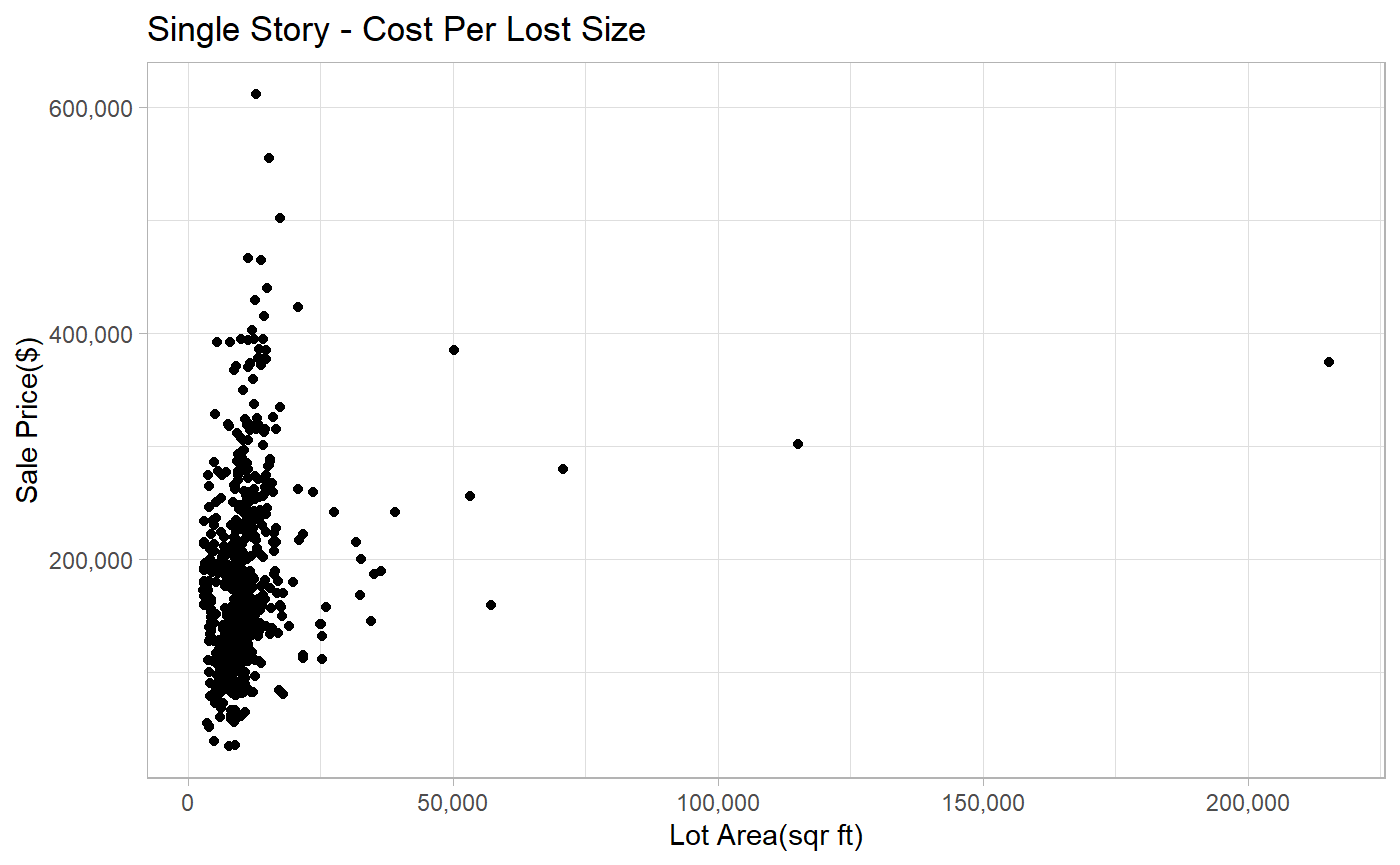 Single Story - Cost Per Lost Size
600,000
400,000
200,000
Sale Price($)
0 50,000 100,000 150,000 200,000
Lot Area(sqr ft)